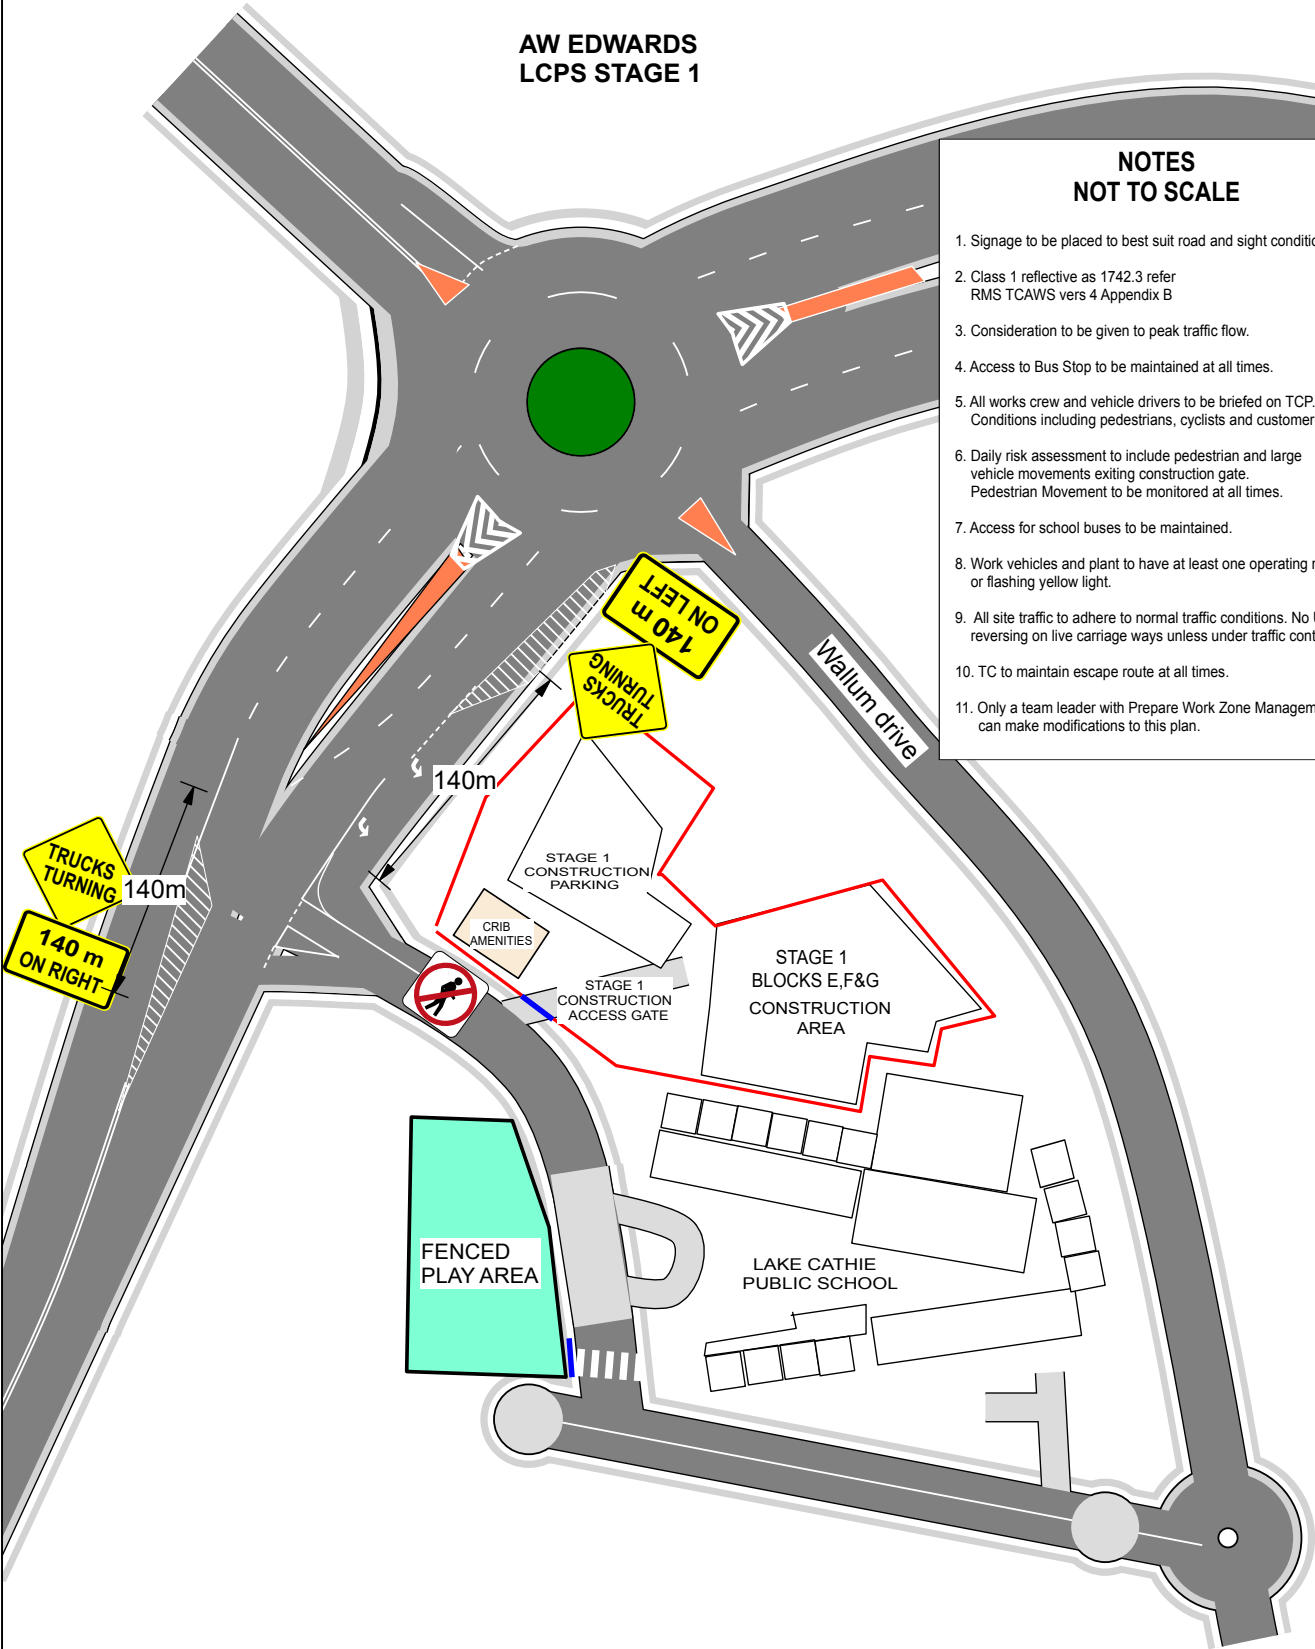 AW EDWARDS
LCPS STAGE 1
NOTES
NOT TO SCALE
1. Signage to be placed to best suit road and sight
2. Class 1 reflective as 1742.3 refer
RMS TCAWS vers 4 Appendix B
3. Consideration to be given to peak traffic flow.
4. Access to Bus Stop to be maintained at all times.
5. All works crew and vehicle drivers to be briefed on TCP.
Conditions including pedestrians, cyclists and customer
6. Daily risk assessment to include pedestrian and large
vehicle movements exiting construction gate.
Pedestrian Movement to be monitored at all times.
7. Access for school buses to be maintained.
8. Work vehicles and plant to have at least one operating
or flashing yellow light.
9. All site traffic to adhere to normal traffic conditions. No
reversing on live carriage ways unless under traffic
10. TC to maintain escape route at all times.
11. Only a team leader with Prepare Work Zone
can make modifications to this plan.
140 m
ON LEFT
TRUCKS
TURNING
Wallum drive
140m
TRUCKS
TURNING
140m
140 m
ON RIGHT
STAGE 1
CONSTRUCTION
PARKING
CRIB
AMENITIES
STAGE 1
CONSTRUCTION
ACCESS GATE
STAGE 1
BLOCKS E,F&G
CONSTRUCTION
AREA
FENCED
PLAY AREA
LAKE CATHIE
PUBLIC SCHOOL